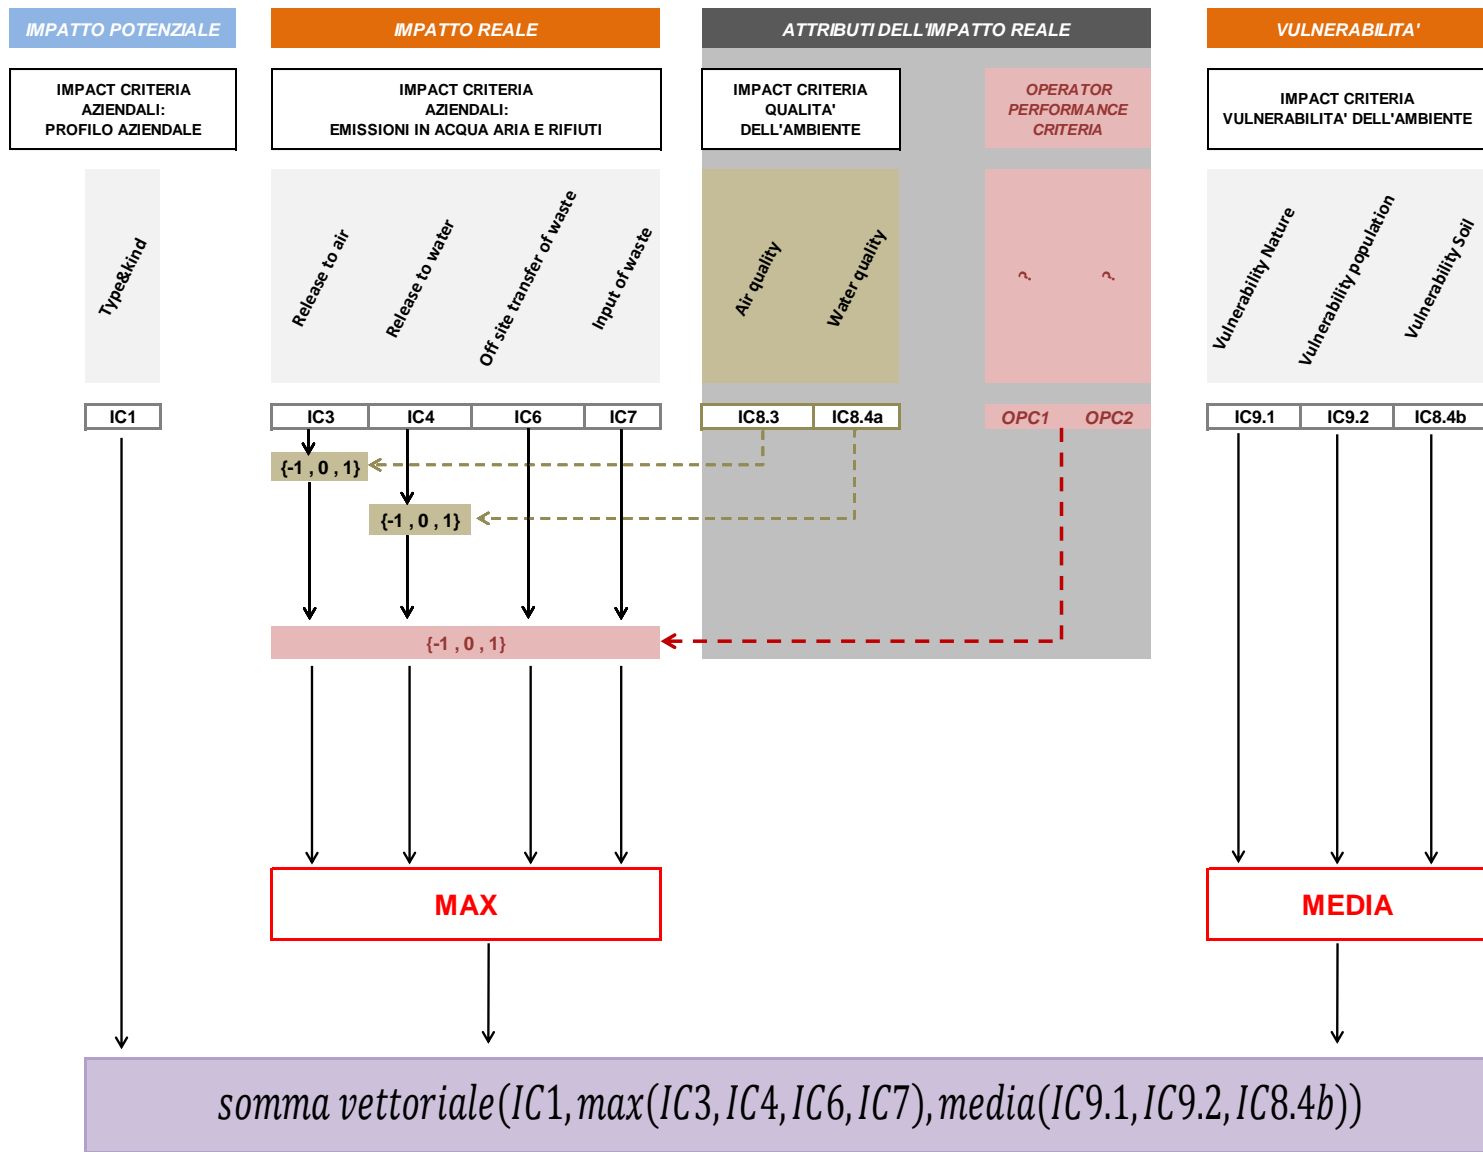 IMPATTO POTENZIALE
IMPATTO REALE
ATTRIBUTI DELL'IMPATTO REALE
VULNERABILITA'
IMPACT CRITERIA
AZIENDALI:
PROFILO AZIENDALE
IMPACT CRITERIA
AZIENDALI:
EMISSIONI IN ACQUA ARIA E RIFIUTI
IMPACT CRITERIA
QUALITA'
DELL'AMBIENTE
OPERATOR
PERFORMANCE
CRITERIA
IMPACT CRITERIA
VULNERABILITA' DELL'AMBIENTE
Type&kind
Release to air
Release to water
Off site transfer of waste
Input of waste
Air quality
Water quality
?
?
Vulnerability Nature
Vulnerability population
Vulnerability Soil
IC1
IC3
IC4
IC6
IC7
IC8.3
IC8.4a
OPC1
OPC2
IC9.1
IC9.2
IC8.4b
{-1 , 0 , 1}
{-1 , 0 , 1}
{-1 , 0 , 1}
MAX
MEDIA
somma vettoriale(IC1, max(IC3, IC4, IC6, IC7), media(IC9.1, IC9.2, IC8.4b))